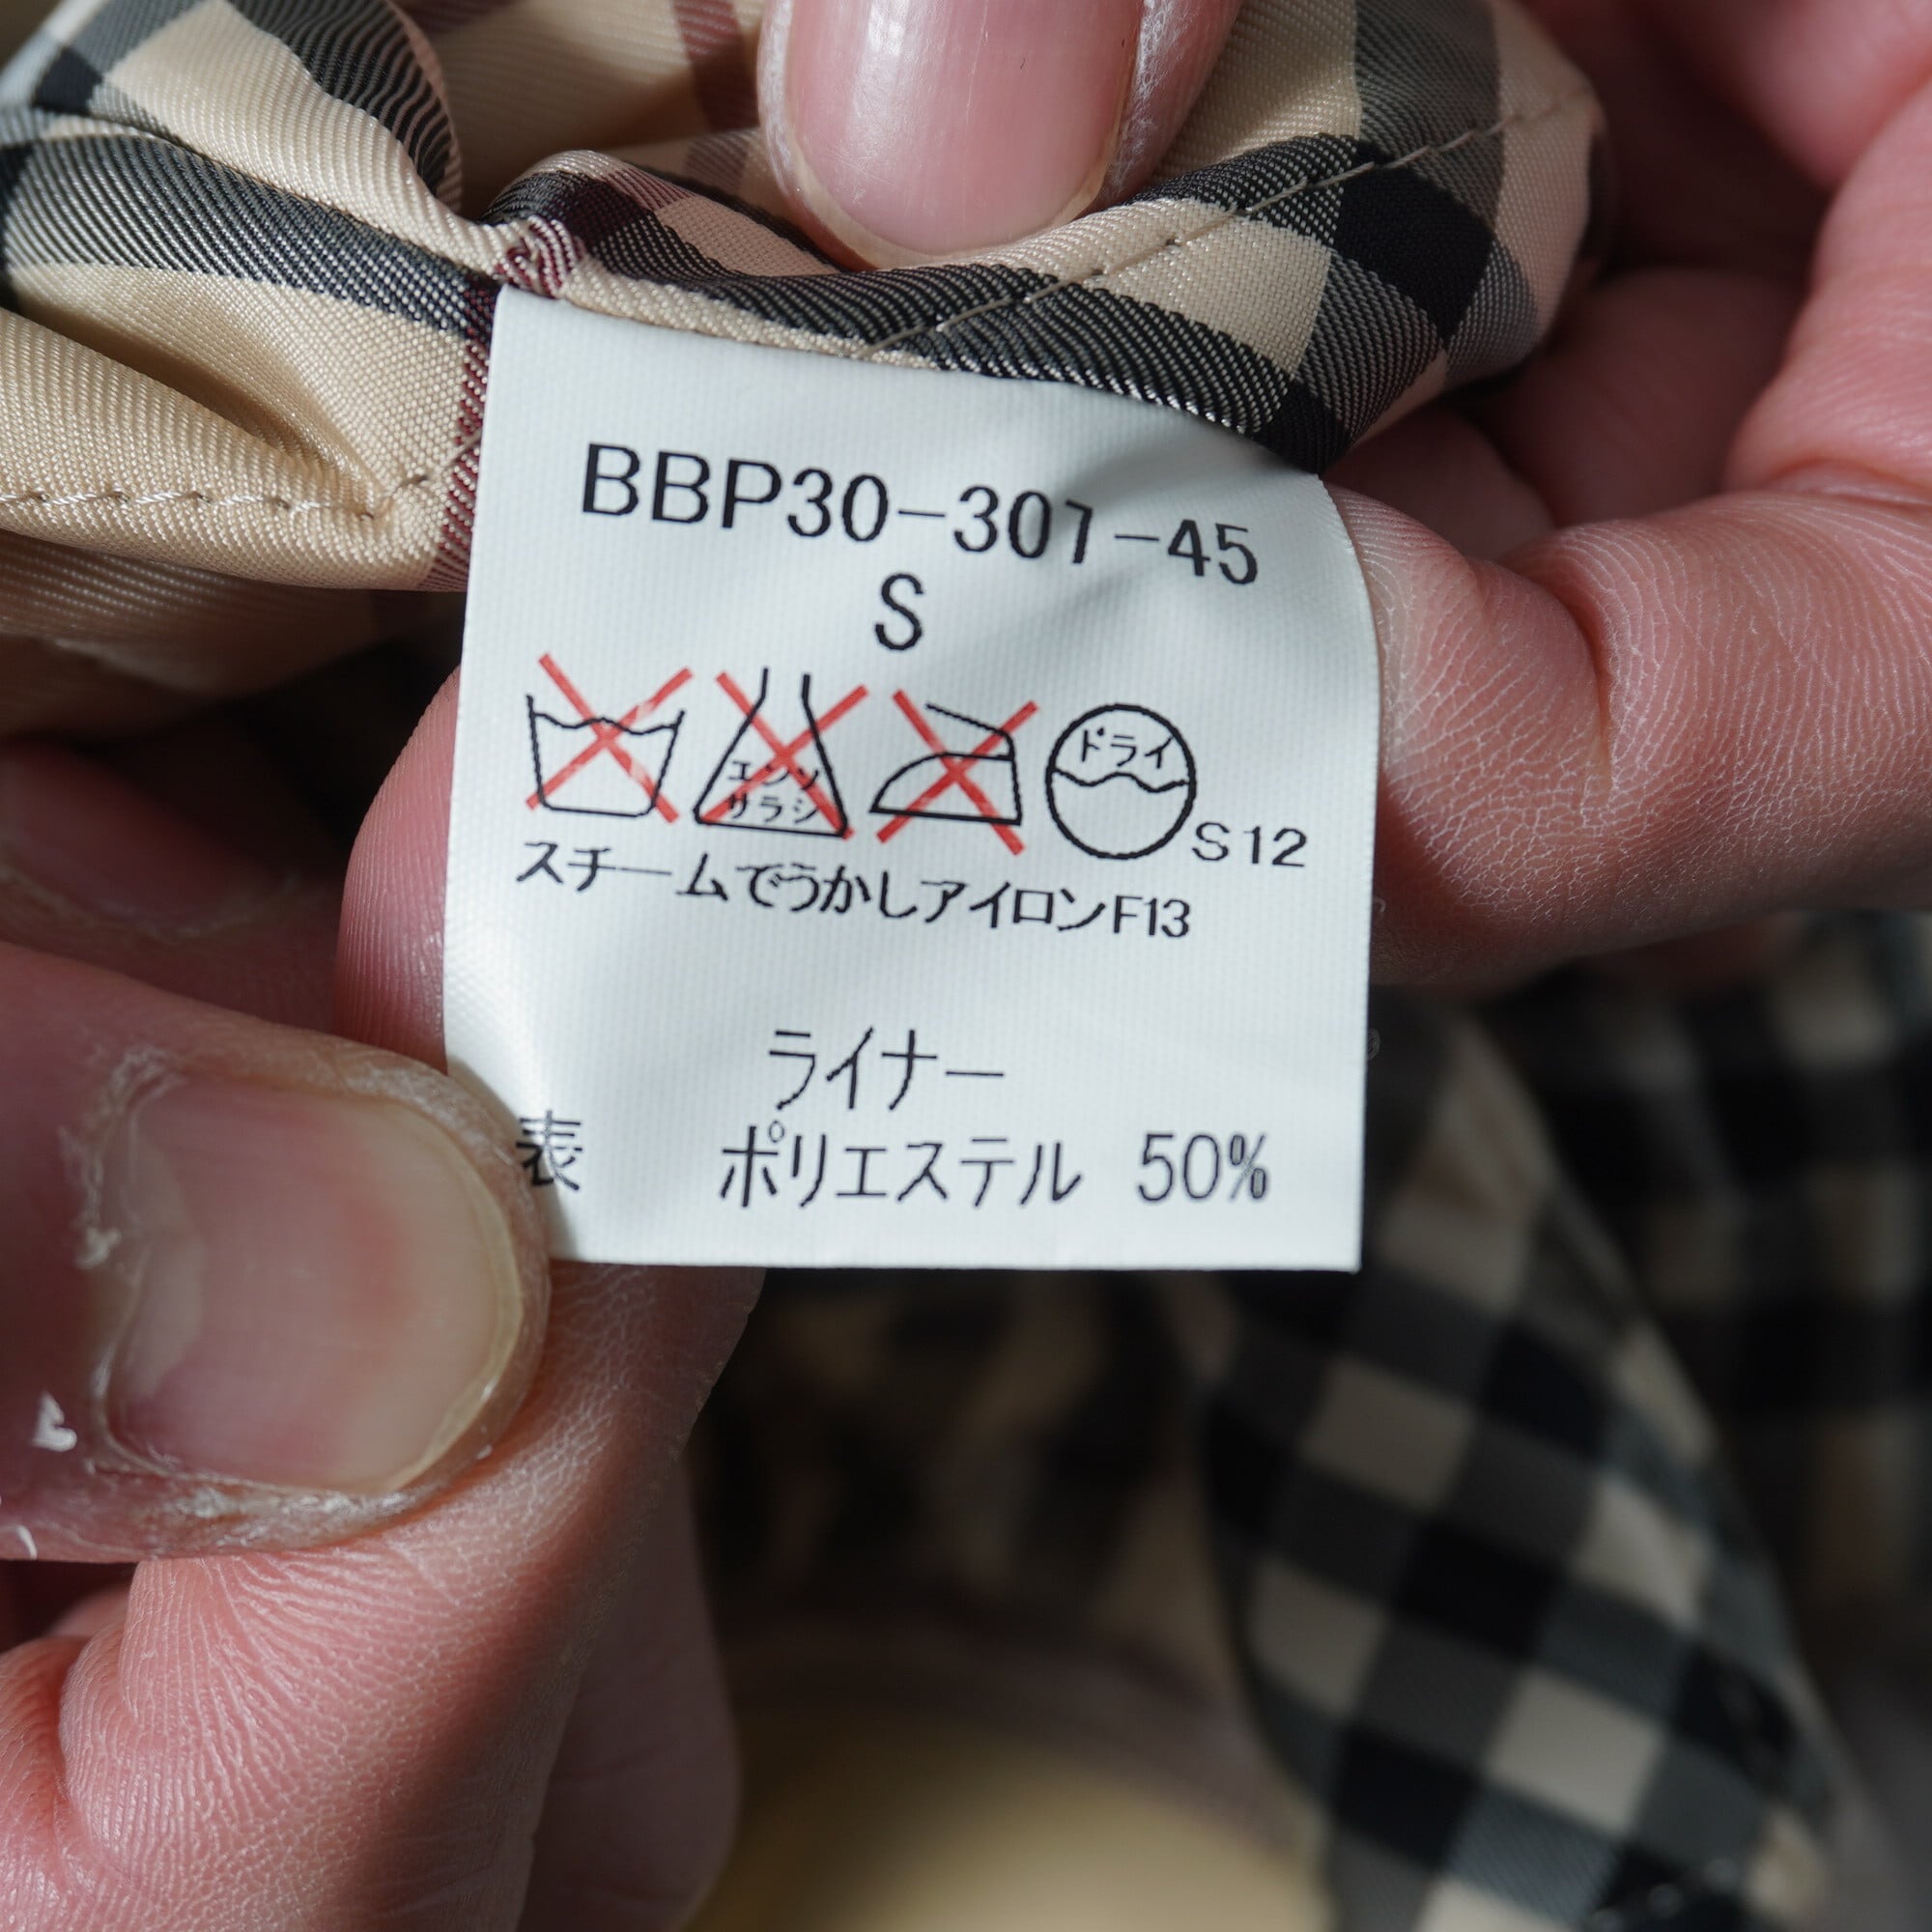 BBP30-307-45
S
エンソ
サラシ
ドライ
S12
スチームでうかしアイロンF13
ライナー
表 ポリエステル 50%